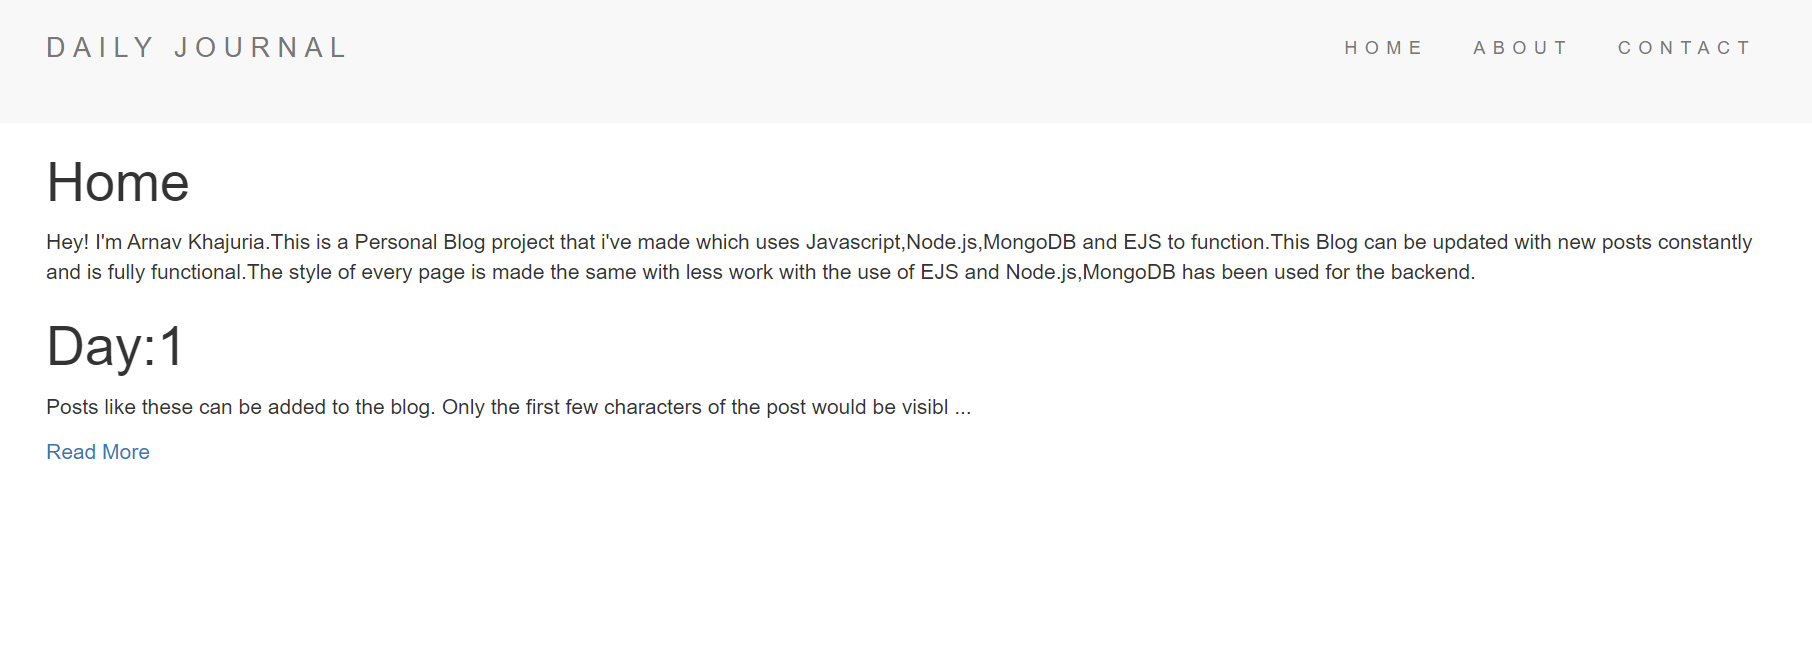 DAILY JOURNAL
HOME ABOUT CONTACT
Home
Hey! I'm Arnav Khajuria.This is a Personal Blog project that i've made which uses Javascript,Node.js,MongoDB and EJS to function.This Blog can be updated with new posts constantly
and is fully functional.The style of every page is made the same with less work with the use of EJS and Node.js,MongoDB has been used for the backend.
Day:1
Posts like these can be added to the blog. Only the first few characters of the post would be visibl ...
Read More